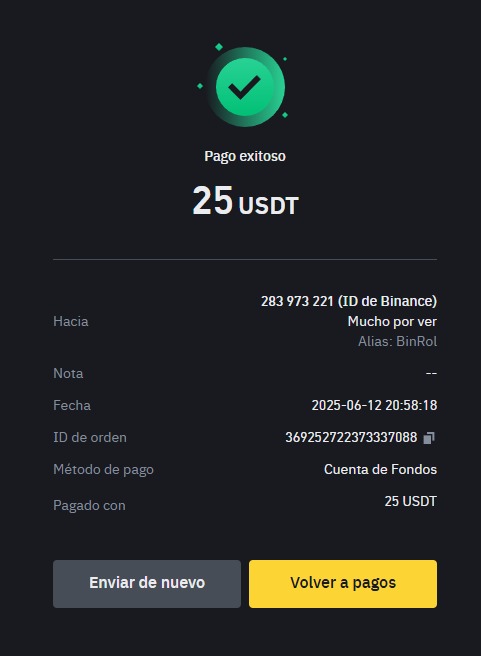 Pago exitoso
25 USDT
283 973 221 (ID de Binance)
Hacia Mucho por ver
Alias: BinRol
Nota --
Fecha 2025-06-12 20:58:18
ID de orden 369252722373337088
Método de pago Cuenta de Fondos
Pagado con 25 USDT
Enviar de nuevo Volver a pagos